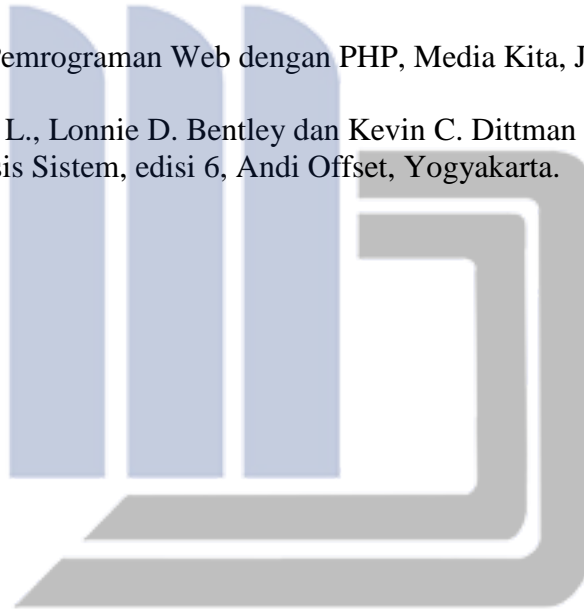 Pemrograman Web dengan PHP, Media Kita, J
L., Lonnie D. Bentley dan Kevin C. Dittman
sis Sistem, edisi 6, Andi Offset, Yogyakarta.